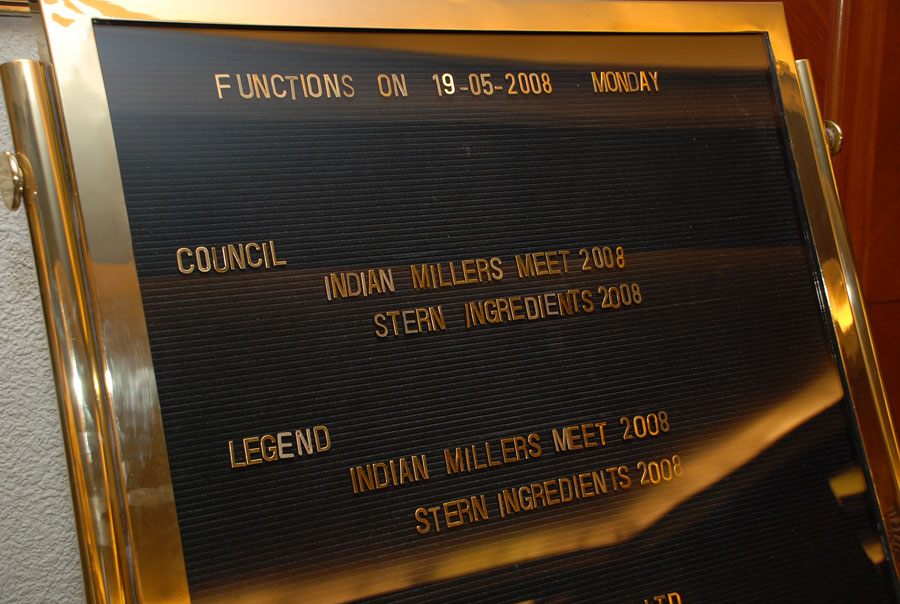 FUNCTIONS ON 19-05-2008 MONDAY
COUNCIL
INDIAN MILLERS MEET 2008
STERN INGREDIENTS 2008
LEGEND
INDIAN MILLERS MEET 2008
STERN INGREDIENTS 2008
LTD